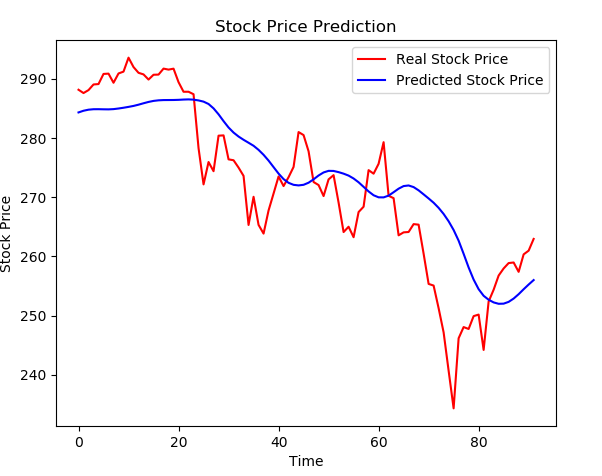 Stock Price Prediction
Real Stock Price
Predicted Stock Price
290
280
270
260
250
240
Stock Price
0 20 40 60 80
Time